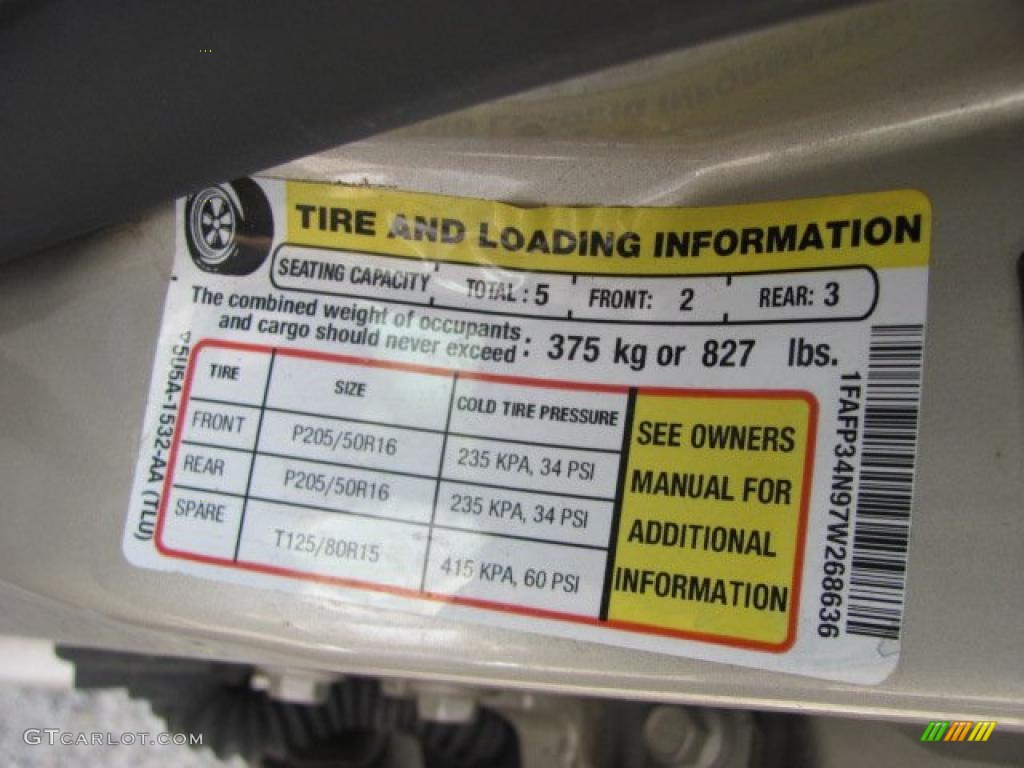 TIRE AND LOADING INFORMATION
SEATING CAPACITY TOTAL : 5 FRONT: 2 REAR: 3
The combined weight of occupants
and cargo should never exceed : 375 kg or 827 lbs.
TIRE SIZE COLD TIRE PRESSURE
FRONT P205/50R16 235 KPA, 34 PSI
REAR P205/50R16 235 KPA, 34 PSI
SPARE T125/80R15 415 KPA, 60 PSI
SEE OWNERS
MANUAL FOR
ADDITIONAL
INFORMATION
5U5A-1532-AA (TLU)
1FAFP34N97W268636
GTCARLOT.COM